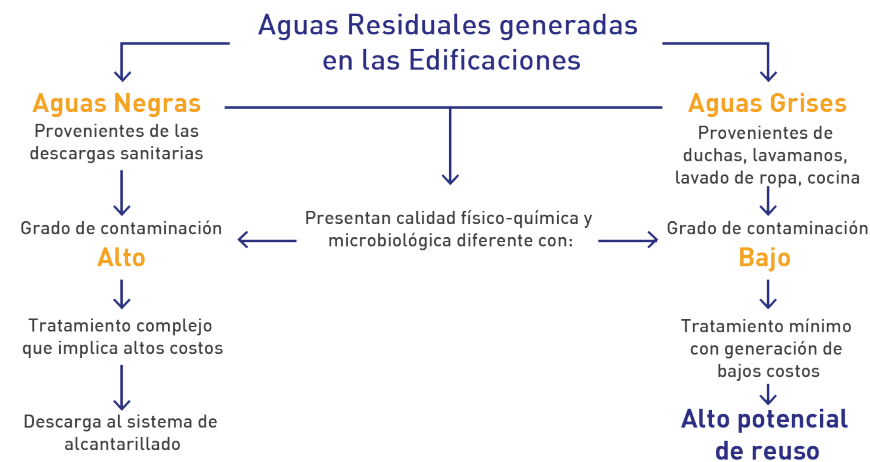 Aguas Residuales generadas
en las Edificaciones
Aguas Negras
Provenientes de las
descargas sanitarias
Grado de contaminación
Alto
Tratamiento complejo
que implica altos costos
Descarga al sistema de
alcantarillado
Presentan calidad físico-química y
microbiológica diferente con:
Aguas Grises
Provenientes de
duchas, lavamanos,
lavado de ropa, cocina
Grado de contaminación
Bajo
Tratamiento mínimo
con generación de
bajos costos
Alto potencial
de reuso